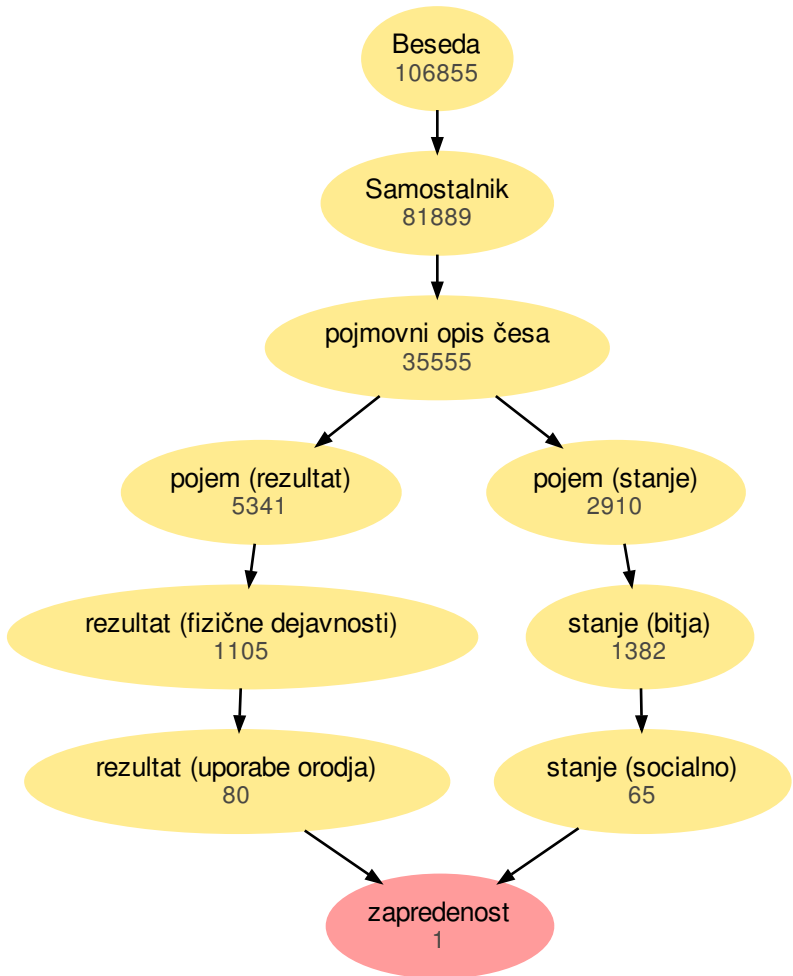 Beseda
106855
Samostalnik
81889
pojmovni opis česa
35555
pojem (rezultat)
5341
pojem (stanje)
2910
rezultat (fizične dejavnosti)
1105
stanje (bitja)
1382
rezultat (uporabe orodja)
80
stanje (socialno)
65
zapredenost
1